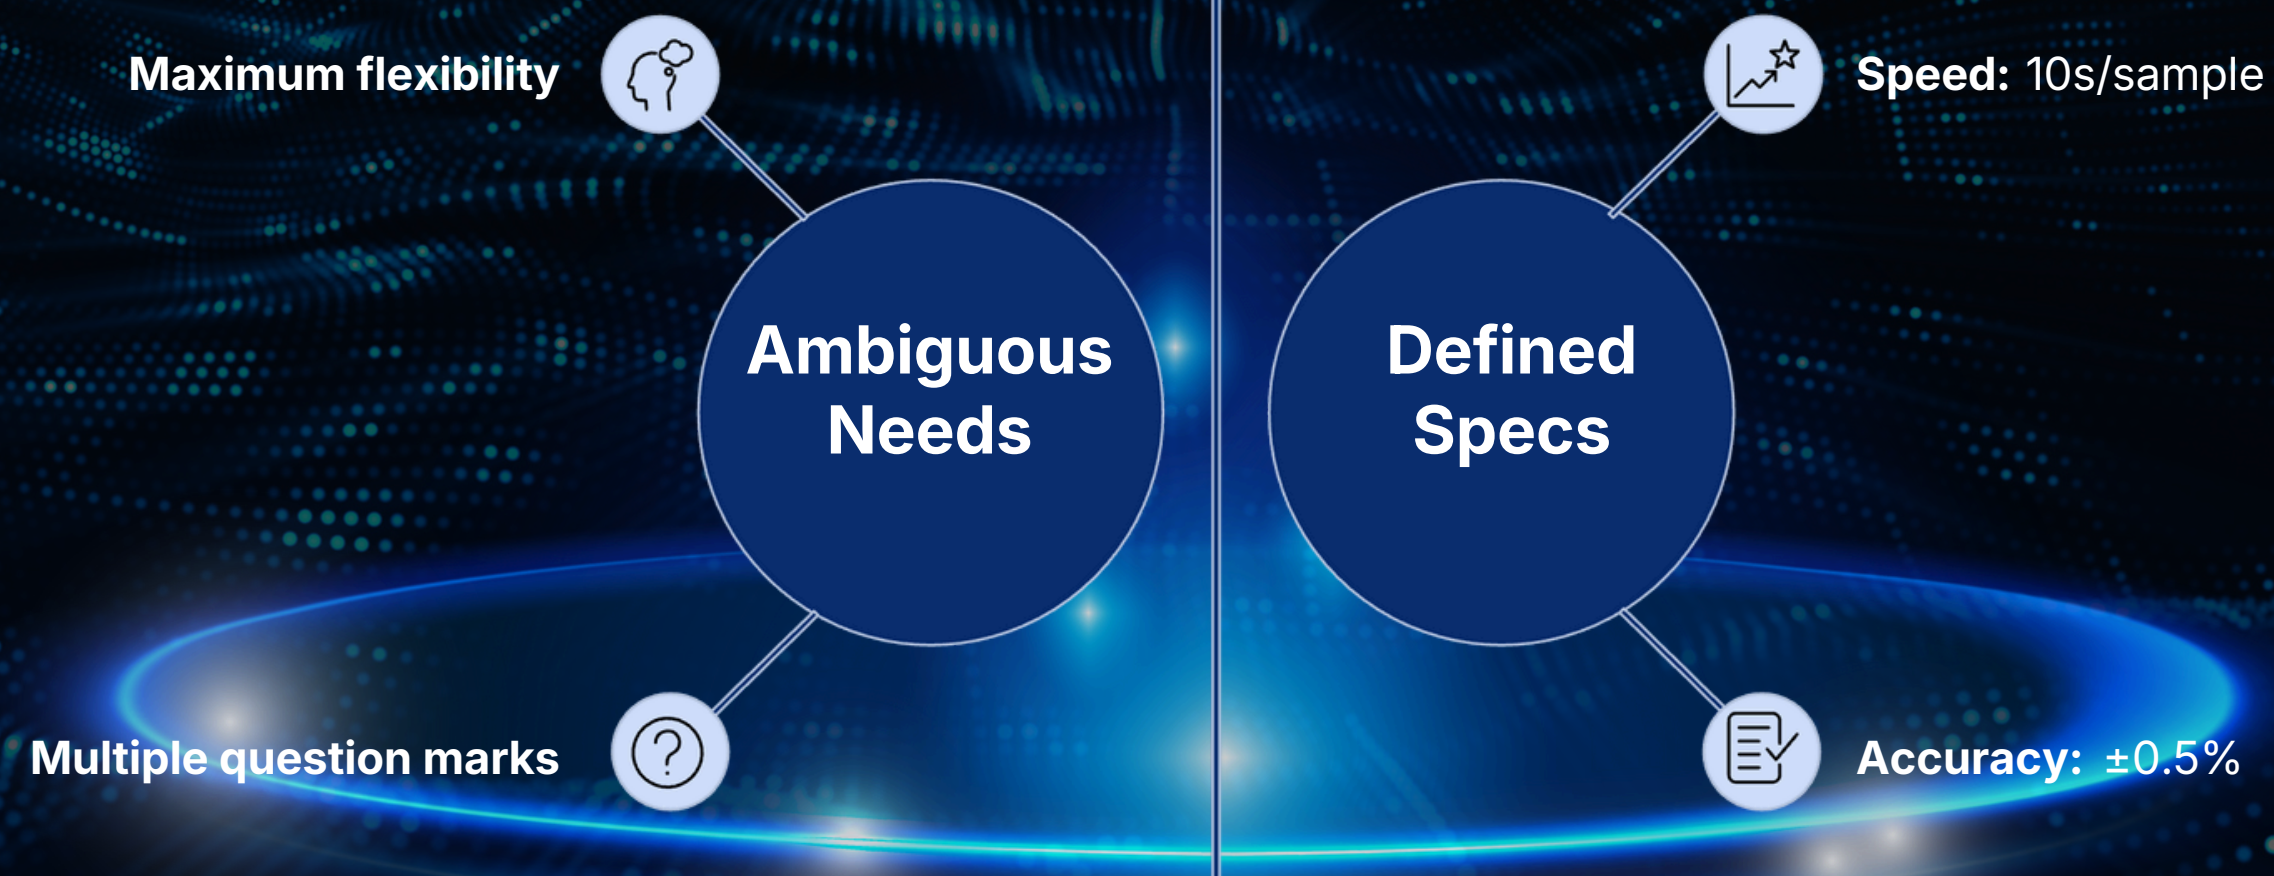 Maximum flexibility
Ambiguous
Needs
Multiple question marks
Speed: 10s/sample
Defined
Specs
Accuracy: ±0.5%